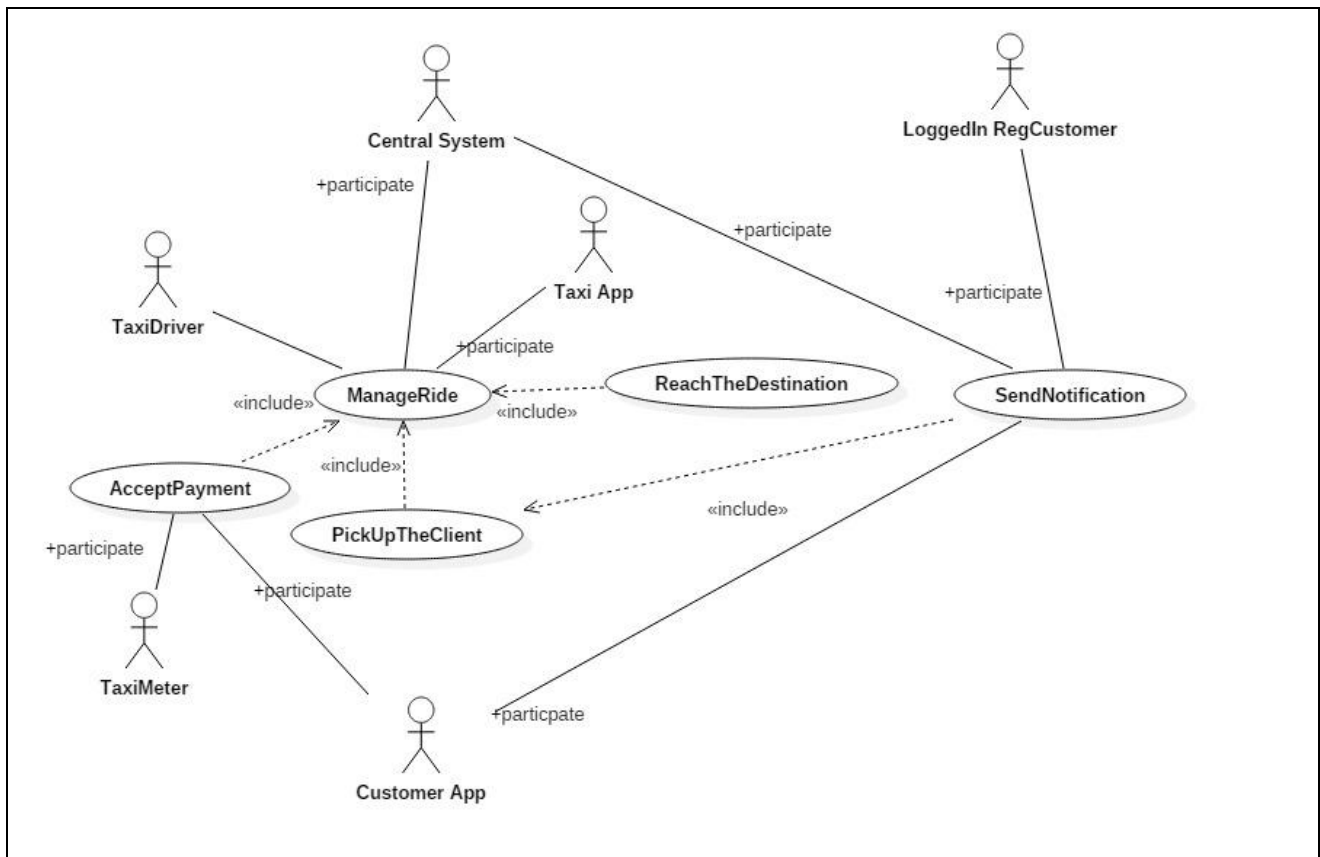 Central System
LoggedIn RegCustomer
+participate
+participate
Taxi App
+participate
TaxiDriver
+participate
ManageRide
ReachTheDestination
SendNotification
«include»
«include»
«include»
AcceptPayment
«include»
PickUpTheClient
+participate
+participate
TaxiMeter
+particpate
Customer App